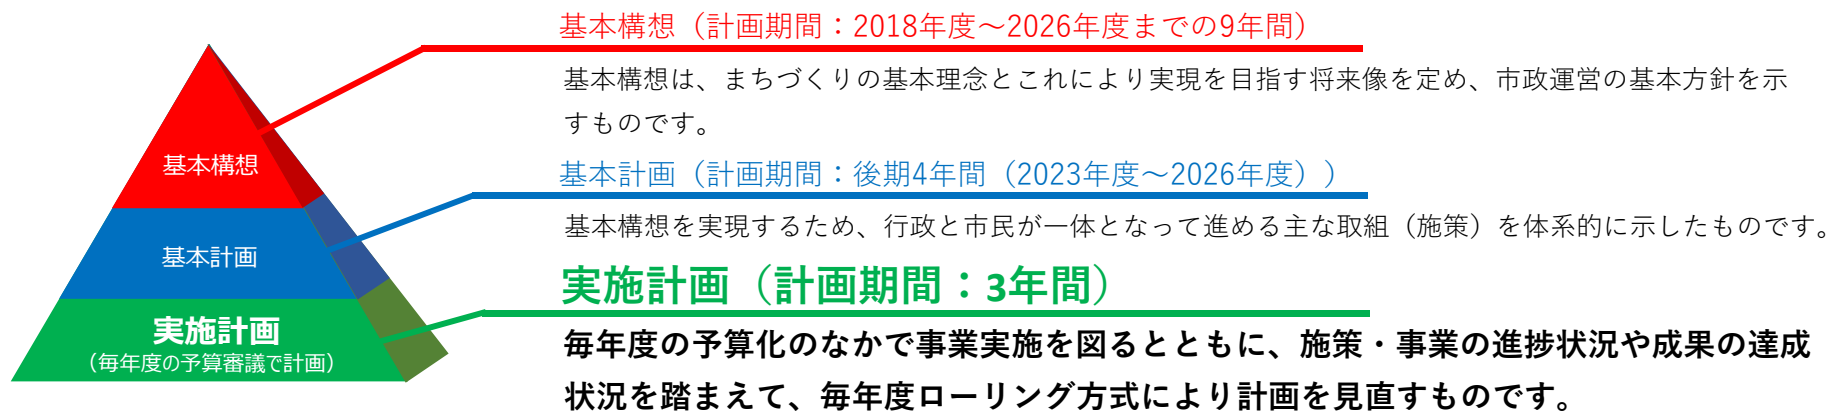 基本構想（計画期間：2018年度～2026年度までの9年間）
基本構想は、まちづくりの基本理念とこれにより実現を目指す将来像を定め、市政運営の基本方針を示
すものです。
基本構想
基本計画（計画期間：後期4年間（2023年度～2026年度））
基本構想を実現するため、行政と市民が一体となって進める主な取組（施策）を体系的に示したものです。
基本計画
実施計画（計画期間：3年間）
実施計画
（毎年度の予算審議で計画）
毎年度の予算化のなかで事業実施を図るとともに、施策・事業の進捗状況や成果の達成
状況を踏まえて、毎年度ローリング方式により計画を見直すものです。